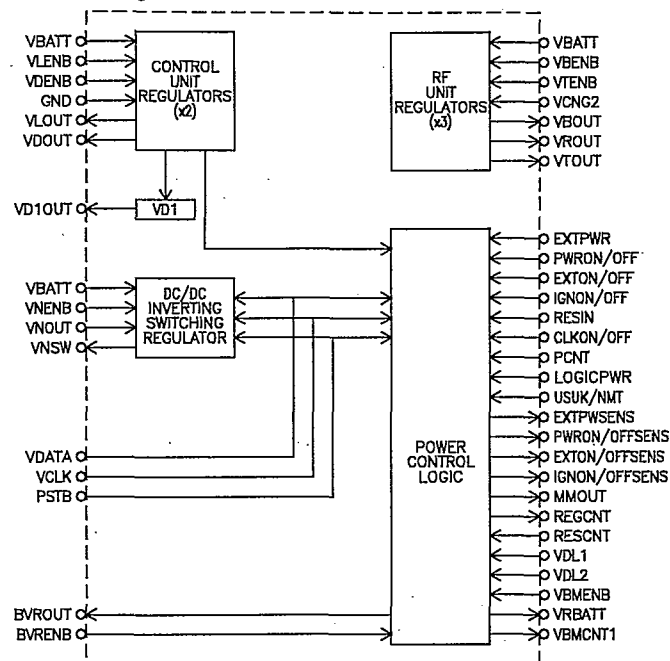 VBATT
VLENB
VDENB
GND
VLOUT
VDOUT
CONTROL
UNIT
REGULATORS
(x2)
RF
UNIT
REGULATORS
(x3)
VBATT
VBENB
VTENB
VCNG2
VBOUT
VROUT
VTOUT
VD1OUT
VD1
VBATT
VNENB
VNOUT
VNSW
DC/DC
INVERTING
SWITCHING
REGULATOR
VDATA
VCLK
PSTB
BVROUT
BVRENB
POWER
CONTROL
LOGIC
EXTPWR
PWRON/OFF
EXTON/OFF
IGNON/OFF
RESIN
CLKON/OFF
PCNT
LOGICPWR
USUK/NMT
EXTPWSENS
PWRON/OFFSENS
EXTON/OFFSENS
IGNON/OFFSENS
MMOUT
REGCNT
RESCNT
VDL1
VDL2
VBMENB
VRBATT
VBMCNT1